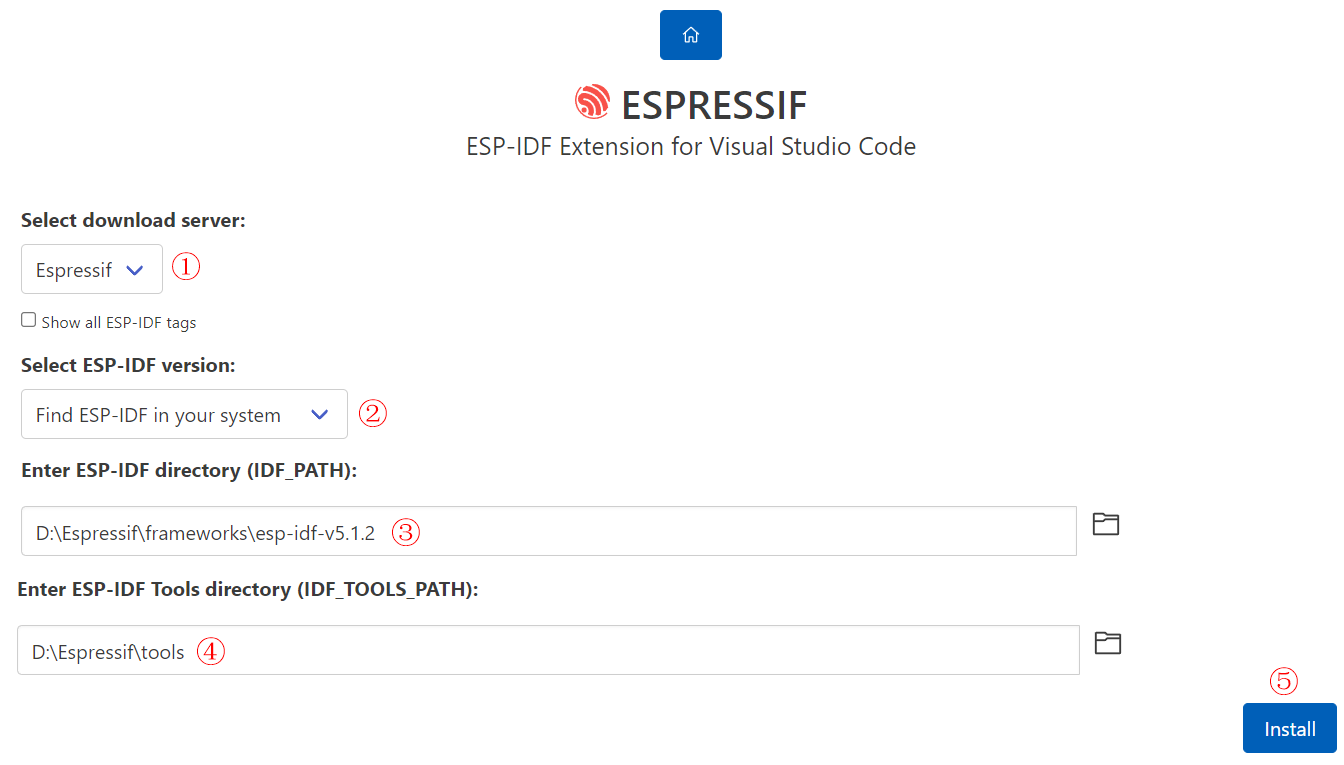 ESPRESSIF
ESP-IDF Extension for Visual Studio Code
Select download server:
Espressif ①
Show all ESP-IDF tags
Select ESP-IDF version:
Find ESP-IDF in your system ②
Enter ESP-IDF directory (IDF_PATH):
D:\Espressif\frameworks\esp-idf-v5.1.2 ③
Enter ESP-IDF Tools directory (IDF_TOOLS_PATH):
D:\Espressif\tools ④
⑤
Install